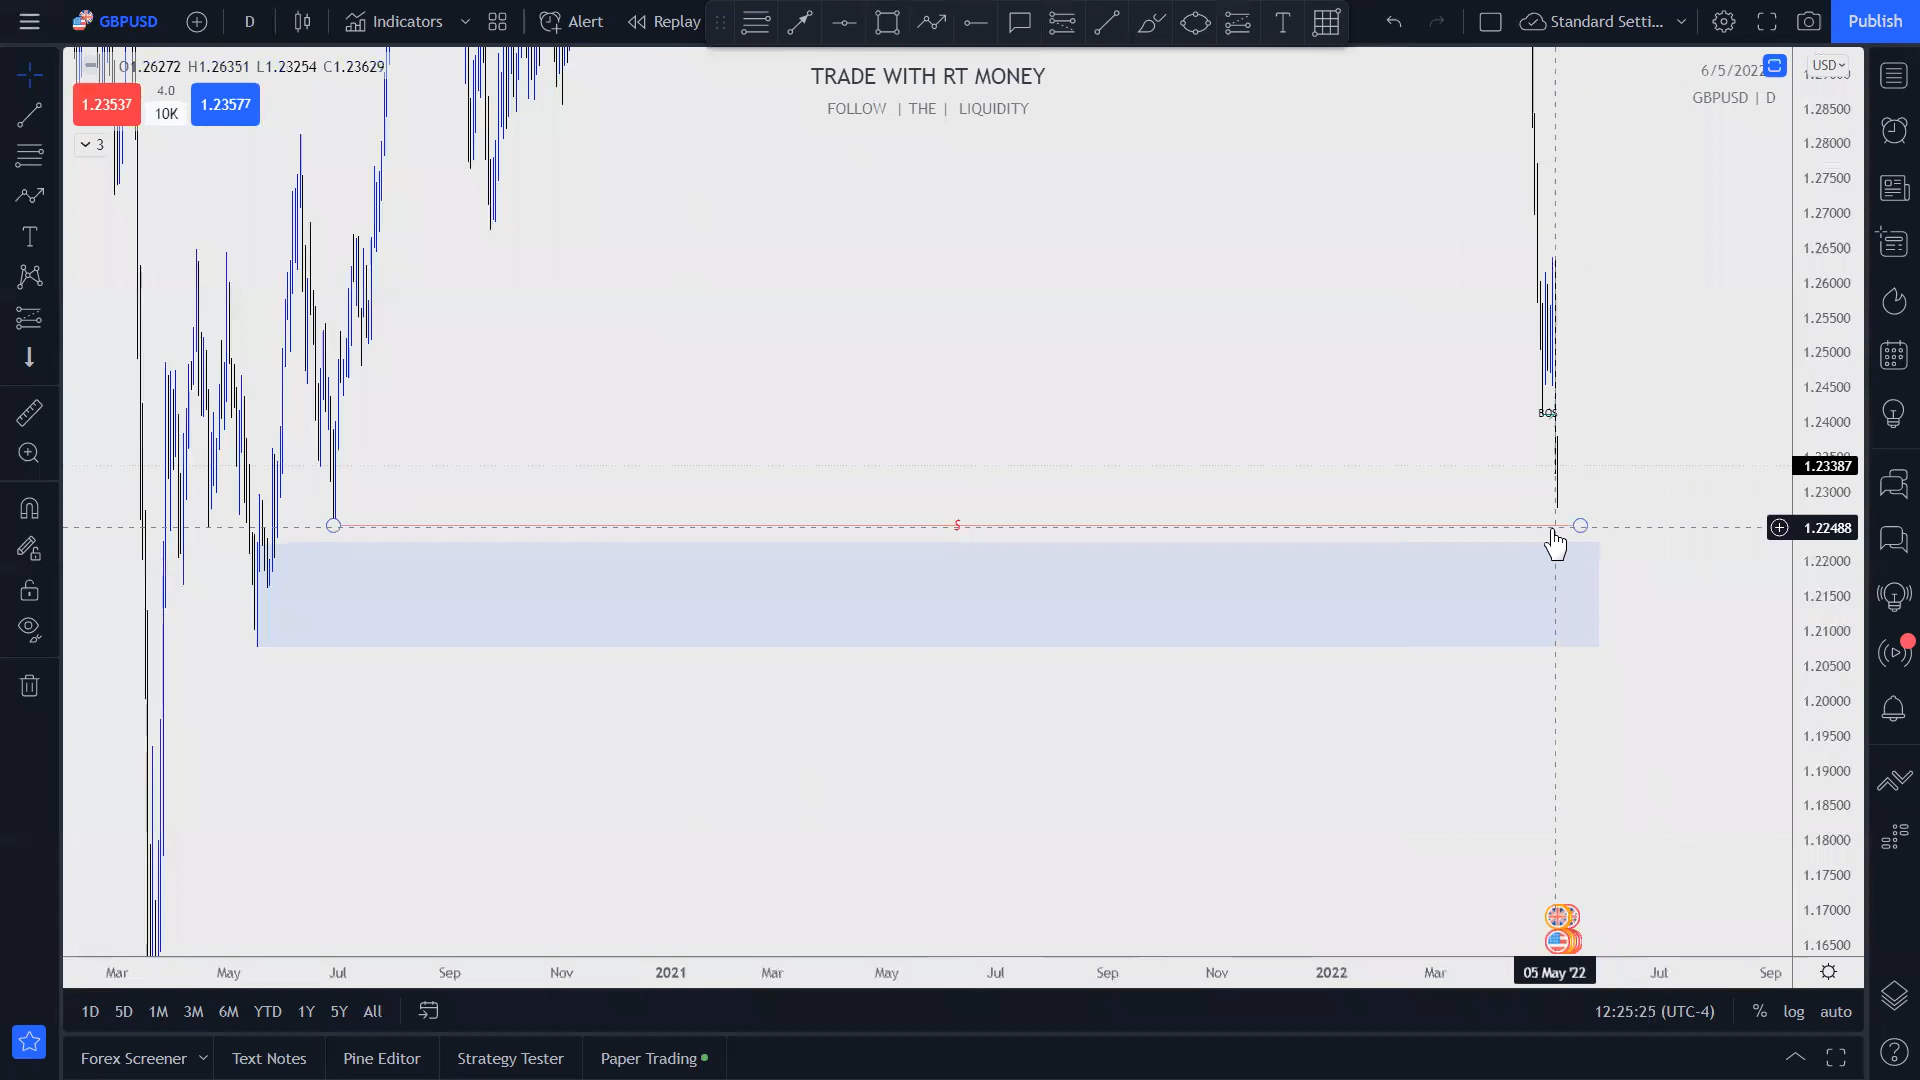 GBPUSD D Indicators Alert Replay Standard Setti... Publish
O1.26272 H1.26351 L1.23254 C1.23629
1.23537 4.0 10K 1.23577
3
TRADE WITH RT MONEY
FOLLOW | THE | LIQUIDITY
6/5/2022
GBPUSD | D
USD
1.28500
1.28000
1.27500
1.27000
1.26500
1.26000
1.25500
1.25000
1.24500
1.24000
1.23387
1.23000
1.22488
1.22000
1.21500
1.21000
1.20500
1.20000
1.19500
1.19000
1.18500
1.18000
1.17500
1.17000
1.16500
BOS
$
Mar May Jul Sep Nov 2021 Mar May Jul Sep Nov 2022 Mar 05 May '22 Jul Sep
1D 5D 1M 3M 6M YTD 1Y 5Y All 12:25:25 (UTC-4) % log auto
Forex Screener Text Notes Pine Editor Strategy Tester Paper Trading